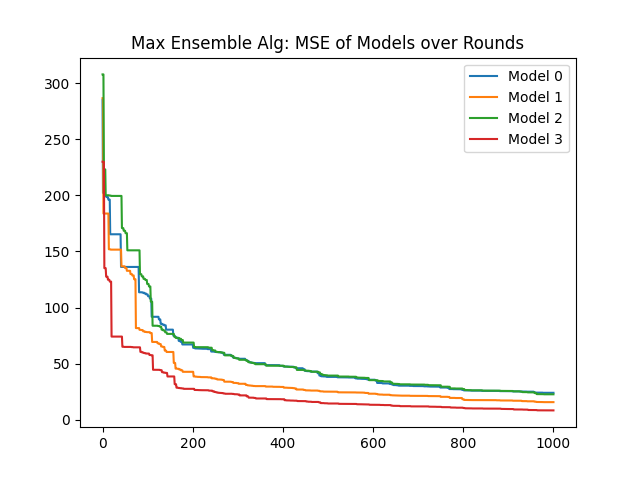 Max Ensemble Alg: MSE of Models over Rounds
Model 0
Model 1
Model 2
Model 3
300
250
200
150
100
50
0
0 200 400 600 800 1000